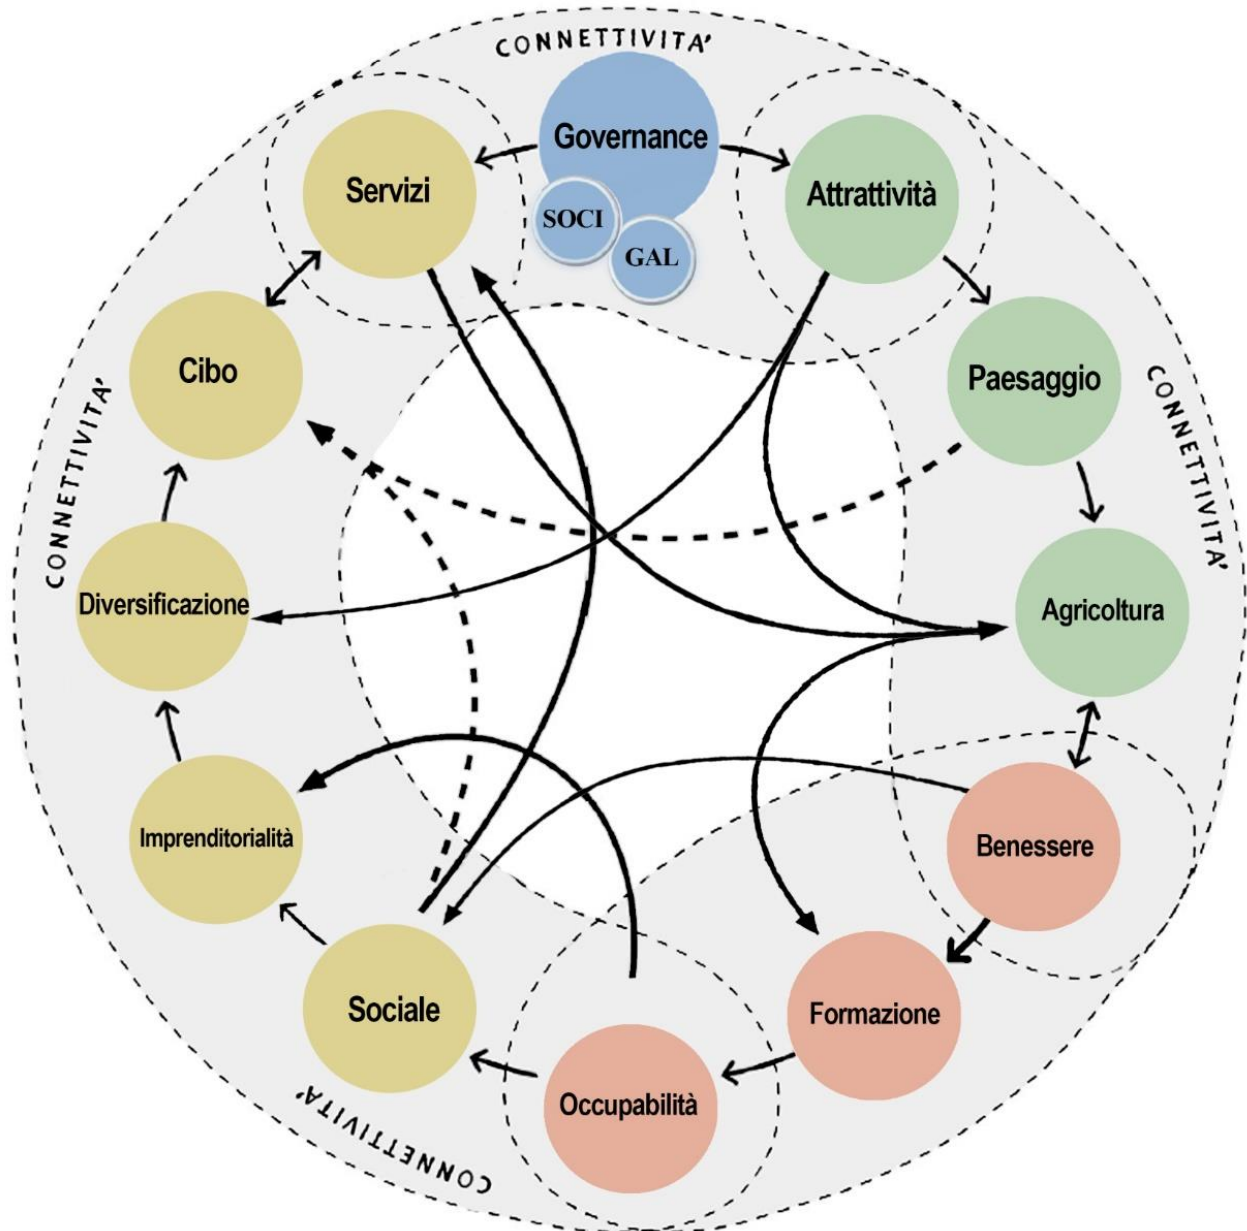 CONNETTIVITA'
Governance
SOCI
GAL
Servizi
Attrattività
Cibo
Paesaggio
CONNETTIVITA'
CONNETTIVITA'
Diversificazione
Agricoltura
Imprenditorialità
Benessere
Sociale
Formazione
Occupabilità
CONNETTIVITA'